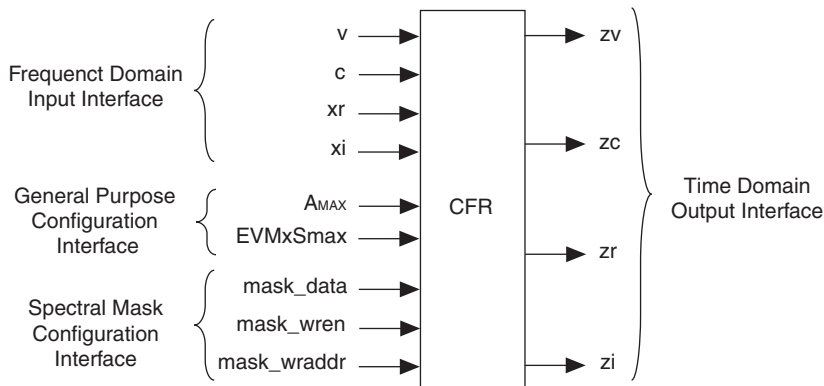 Frequenct Domain
Input Interface
v
c
xr
xi
General Purpose
Configuration
Interface
AMAX
EVMxSmax
Spectral Mask
Configuration
Interface
mask_data
mask_wren
mask_wraddr
CFR
zv
zc
zr
zi
Time Domain
Output Interface